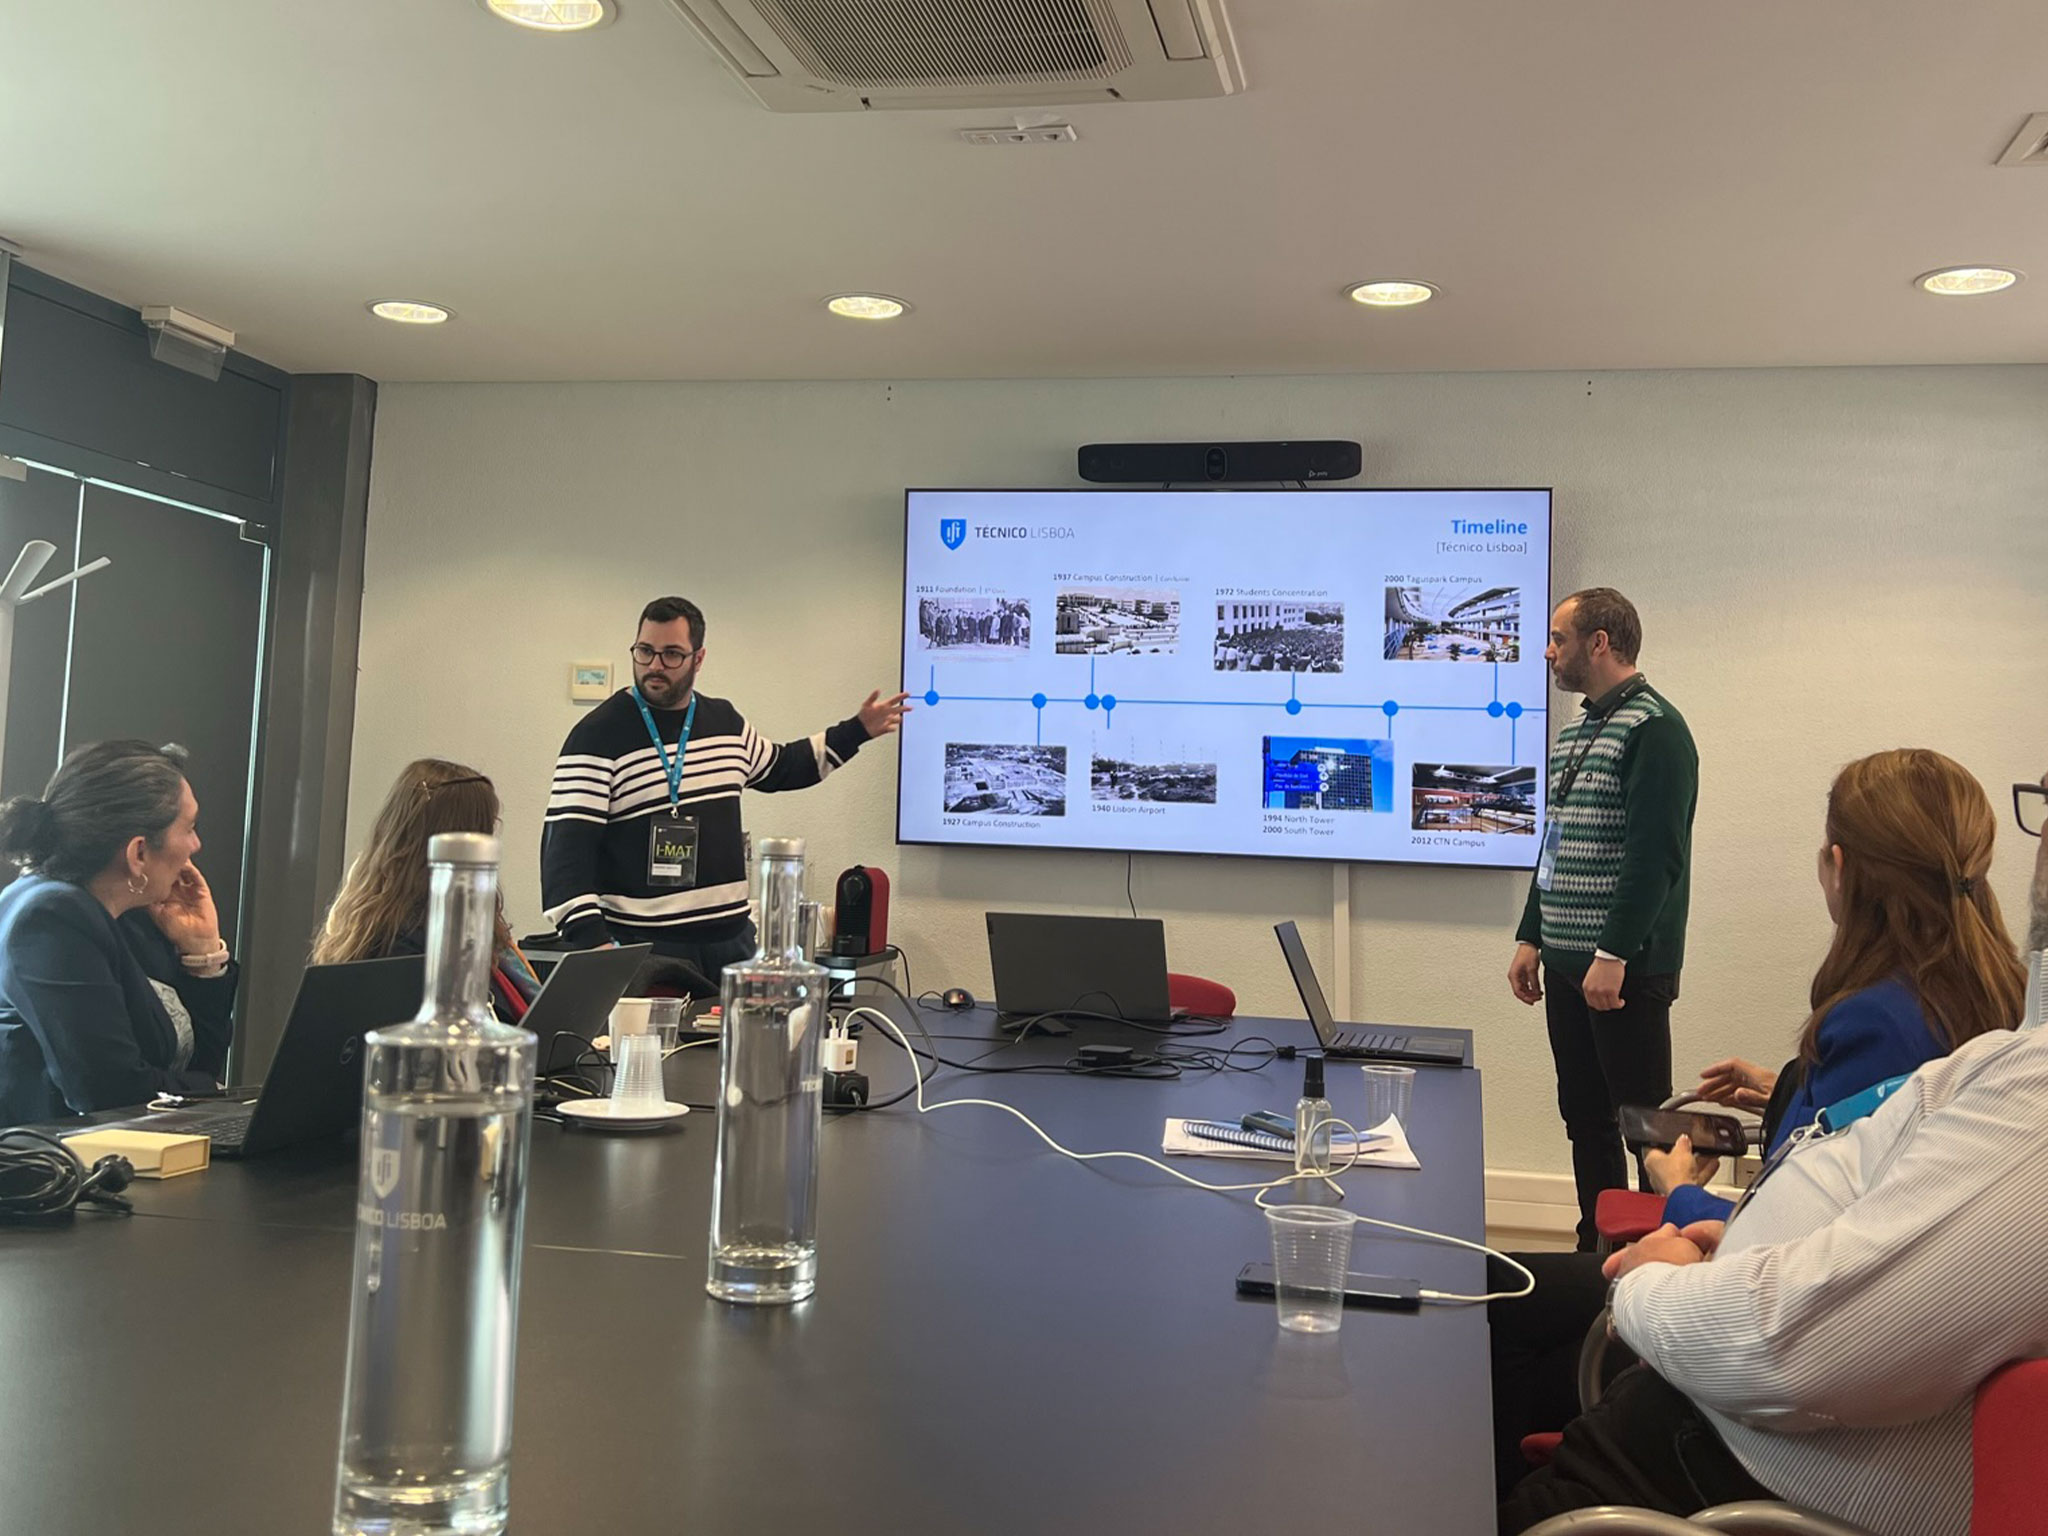 TÉCNICO LISBOA
Timeline
[Técnico Lisboa]
1911 Foundation |
1937 Campus Construction |
1972 Students Concentration
2000 Taguspark Campus
1927 Campus Construction
1940 Lisbon Airport
1994 North Tower
2000 South Tower
2012 CTN Campus
I-MAT
LISBOA